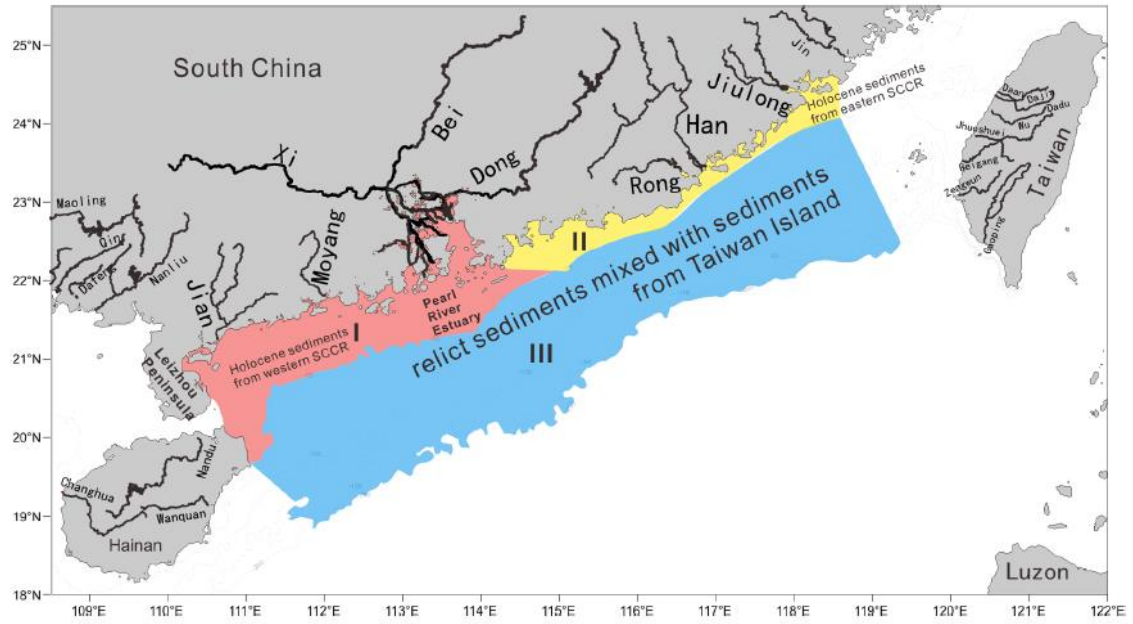 25°N
24°N
23°N
22°N
21°N
20°N
19°N
18°N
109°E
110°E
111°E
112°E
113°E
114°E
115°E
116°E
117°E
118°E
119°E
120°E
121°E
122°E
South China
Xi
Bei
Dong
Rong
Han
Jiulong
Jin
Maoling
Qin
Dafeng
Nanliu
Jian
Moyang
Leizhou
Peninsula
Pearl
River
Estuary
I
Holocene sediments
from western SCCR
II
Holocene sediments
from eastern SCCR
relict sediments mixed with sediments
from Taiwan Island
III
Daan
Dajia
Dadu
Wu
Jhuoshuei
Beigang
Zengwun
Gaoping
Taiwan
Changhua
Nandu
Wanquan
Hainan
Luzon